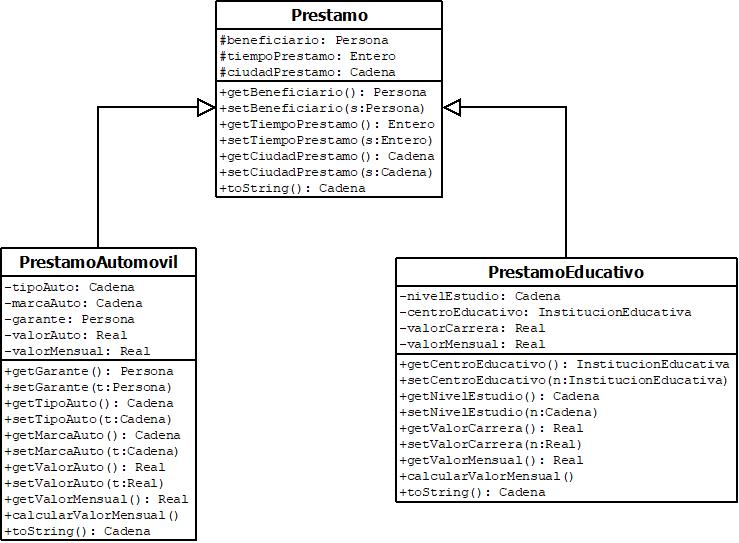 Prestamo
#beneficiario: Persona
#tiempoPrestamo: Entero
#ciudadPrestamo: Cadena
+getBeneficiario(): Persona
+setBeneficiario(s:Persona)
+getTiempoPrestamo(): Entero
+setTiempoPrestamo(s:Entero)
+getCiudadPrestamo(): Cadena
+setCiudadPrestamo(s:Cadena)
+toString(): Cadena
PrestamoAutomovil
-tipoAuto: Cadena
-marcaAuto: Cadena
-garante: Persona
-valorAuto: Real
-valorMensual: Real
+getGarante(): Persona
+setGarante(t:Persona)
+getTipoAuto(): Cadena
+setTipoAuto(t:Cadena)
+getMarcaAuto(): Cadena
+setMarcaAuto(t:Cadena)
+getValorAuto(): Real
+setValorAuto(t:Real)
+getValorMensual(): Real
+calcularValorMensual()
+toString(): Cadena
PrestamoEducativo
-nivelEstudio: Cadena
-centroEducativo: InstitucionEducativa
-valorCarrera: Real
-valorMensual: Real
+getCentroEducativo(): InstitucionEducativa
+setCentroEducativo(n:InstitucionEducativa)
+getNivelEstudio(): Cadena
+setNivelEstudio(n:Cadena)
+getValorCarrera(): Real
+setValorCarrera(n:Real)
+getValorMensual(): Real
+calcularValorMensual()
+toString(): Cadena